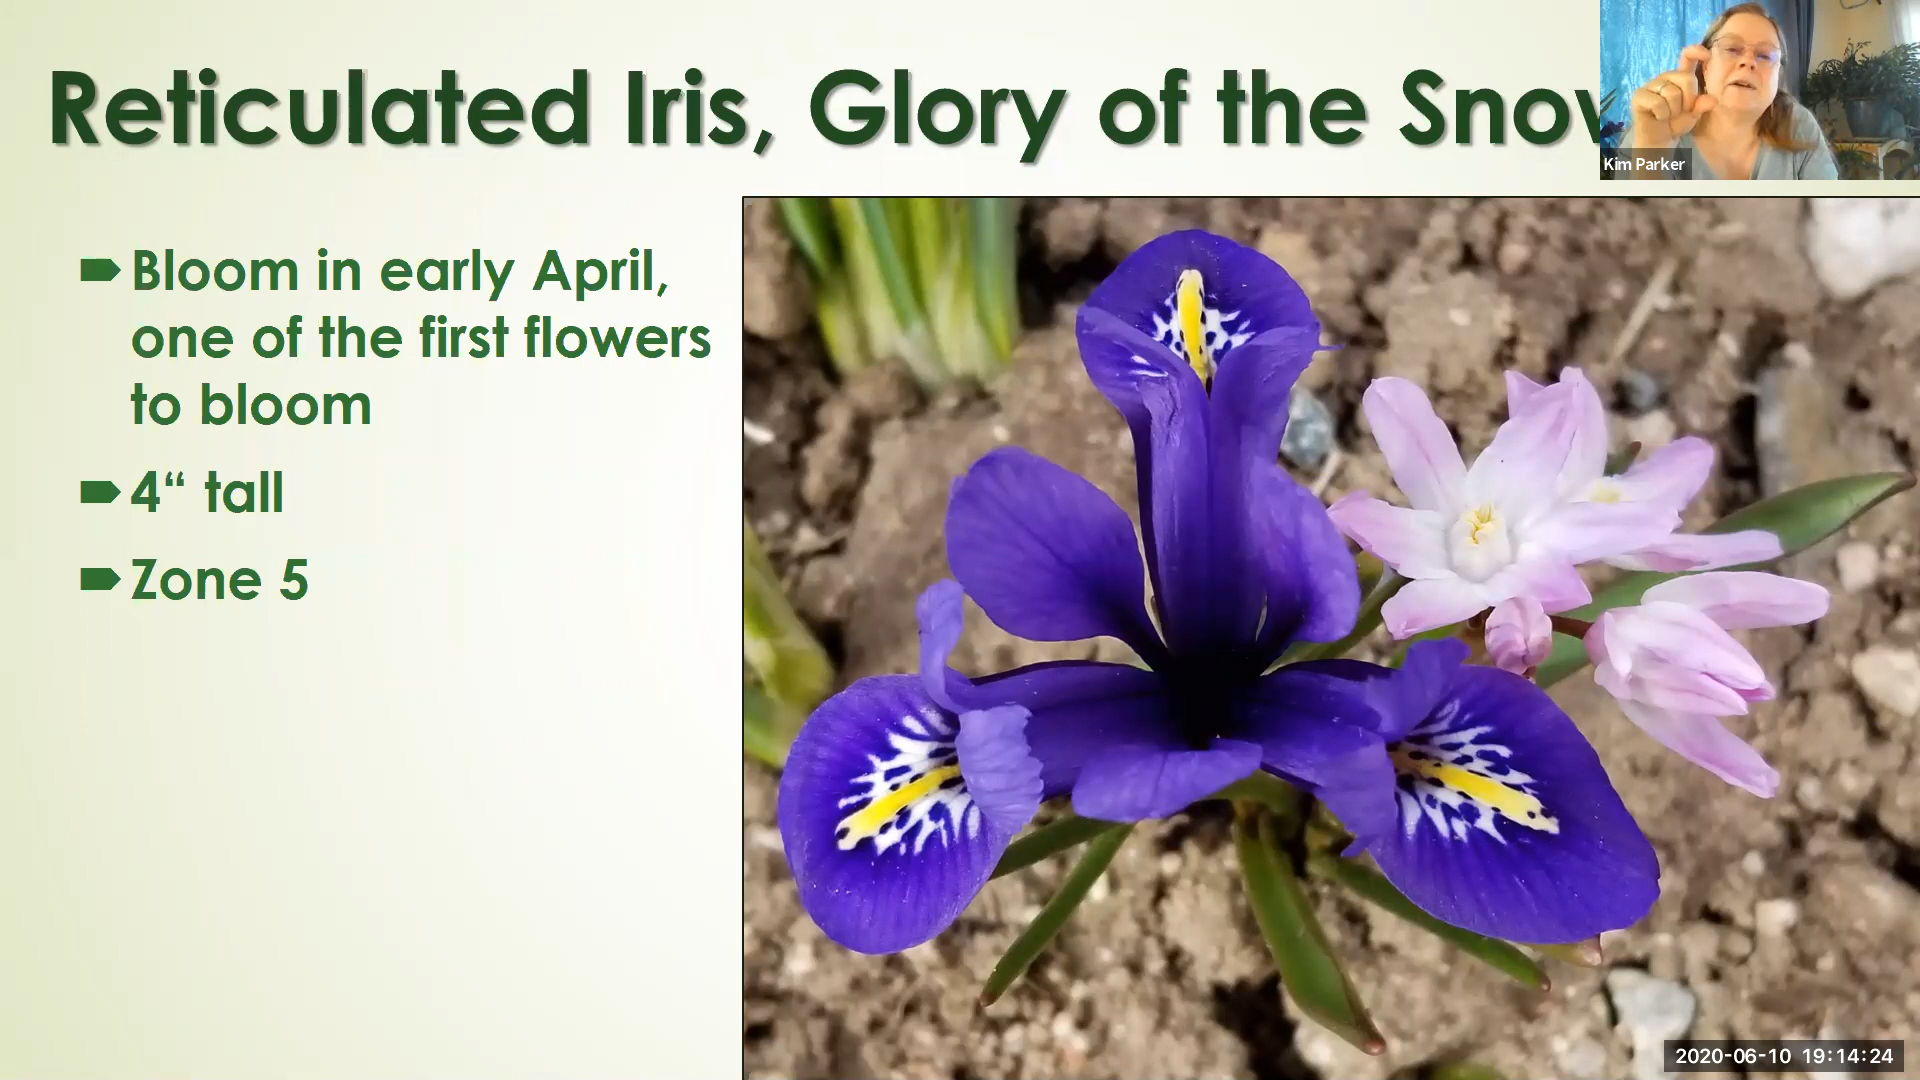 Reticulated Iris, Glory of the Snow
Kim Parker
Bloom in early April,
one of the first flowers
to bloom
4“ tall
Zone 5
2020-06-10 19:14:24